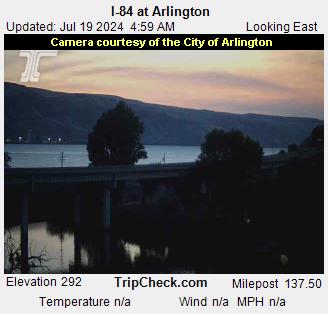 I-84 at Arlington
Updated: Jul 19 2024 4:59 AM Looking East
Camera courtesy of the City of Arlington
Elevation 292 TripCheck.com Milepost 137.50
Temperature n/a Wind n/a MPH n/a